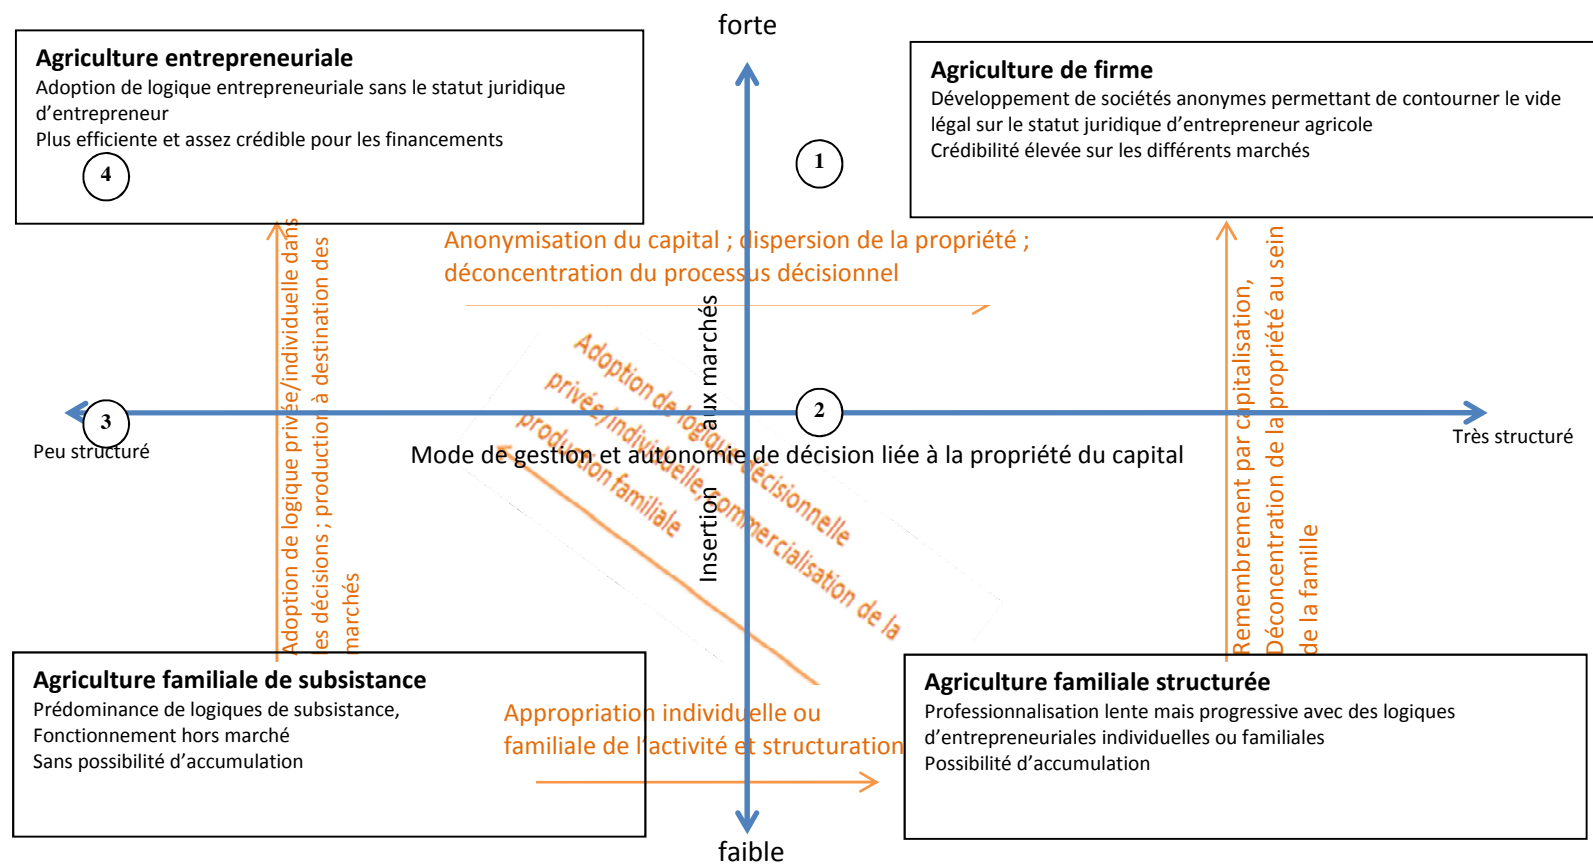 forte
Agriculture entrepreneuriale
Adoption de logique entrepreneuriale sans le statut juridique
d’entrepreneur
Plus efficiente et assez crédible pour les financements
4
1
Agriculture de firme
Développement de sociétés anonymes permettant de contourner le vide
légal sur le statut juridique d’entrepreneur agricole
Crédibilité élevée sur les différents marchés
Anonymisation du capital ; dispersion de la propriété ;
déconcentration du processus décisionnel
Adoption de logique privée/individuelle dans
les décisions ; production à destination des
marchés
Adoption de logique décisionnelle
privée/individuelle, commercialisation de la
production familiale
Insertion aux marchés
Remembrement par capitalisation,
Déconcentration de la propriété au sein
de la famille
3
2
Peu structuré
Très structuré
Mode de gestion et autonomie de décision liée à la propriété du capital
Agriculture familiale de subsistance
Prédominance de logiques de subsistance,
Fonctionnement hors marché
Sans possibilité d’accumulation
Appropriation individuelle ou
familiale de l’activité et structuration
Agriculture familiale structurée
Professionnalisation lente mais progressive avec des logiques
d’entrepreneuriales individuelles ou familiales
Possibilité d’accumulation
faible